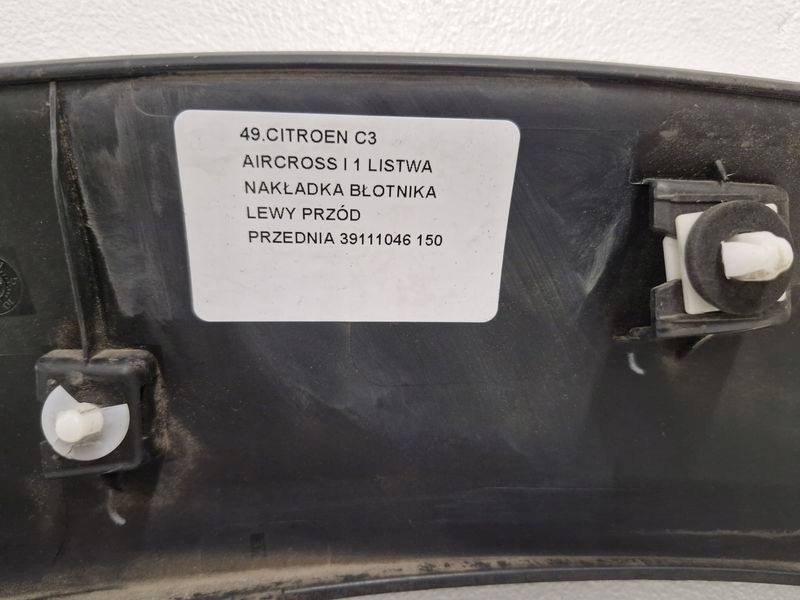 49.CITROEN C3
AIRCROSS I 1 LISTWA
NAKŁADKA BŁOTNIKA
LEWY PRZÓD
PRZEDNIA 39111046 150